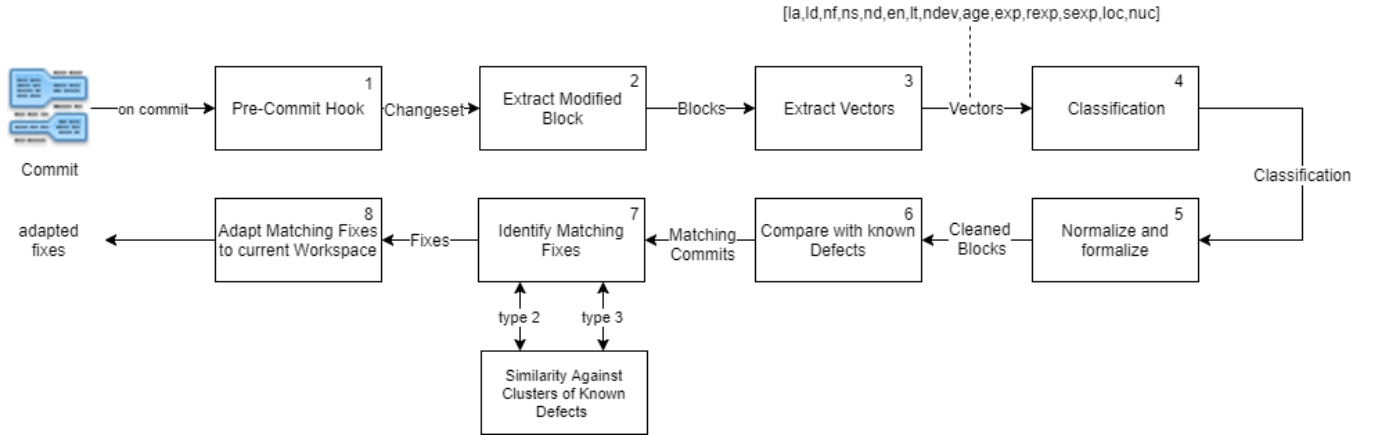 [la,ld,nf,ns,nd,en,lt,ndev,age,exp,rexp,sexp,loc,nuc]
Commit
on commit
1
Pre-Commit Hook
Changeset
2
Extract Modified
Block
Blocks
3
Extract Vectors
Vectors
4
Classification
Classification
5
Normalize and
formalize
Cleaned
Blocks
6
Compare with known
Defects
Matching
Commits
7
Identify Matching
Fixes
Fixes
8
Adapt Matching Fixes
to current Workspace
adapted
fixes
type 2
type 3
Similarity Against
Clusters of Known
Defects